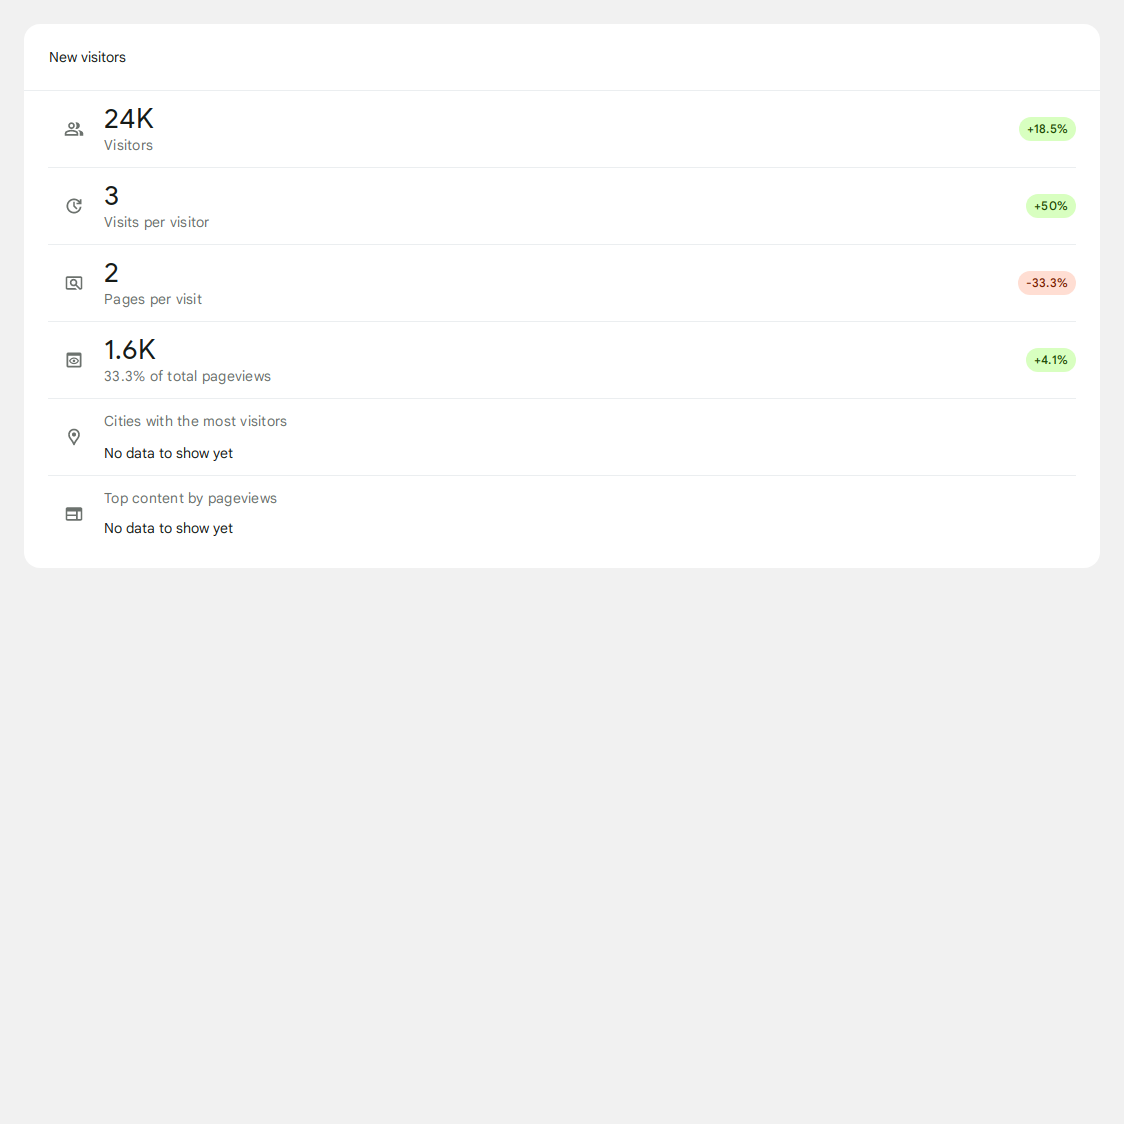 New visitors
24K
Visitors
+18.5%
3
Visits per visitor
+50%
2
Pages per visit
-33.3%
1.6K
33.3% of total pageviews
+4.1%
Cities with the most visitors
No data to show yet
Top content by pageviews
No data to show yet